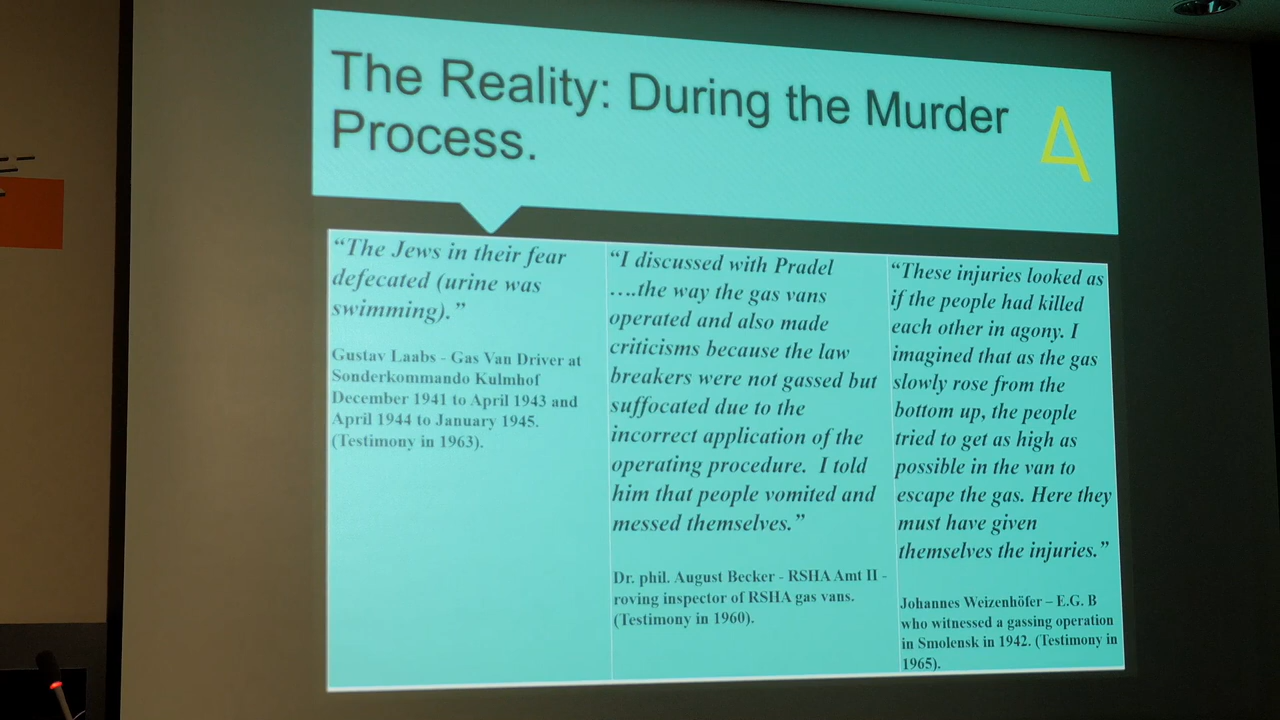 The Reality: During the Murder
Process.
“The Jews in their fear
defecated (urine was
swimming).”
Gustav Laabs - Gas Van Driver at
Sonderkommando Kulmhof
December 1941 to April 1943 and
April 1944 to January 1945.
(Testimony in 1963).
“I discussed with Pradel
….the way the gas vans
operated and also made
criticisms because the law
breakers were not gassed but
suffocated due to the
incorrect application of the
operating procedure. I told
him that people vomited and
messed themselves.”
Dr. phil. August Becker - RSHA Amt II -
roving inspector of RSHA gas vans.
(Testimony in 1960).
“These injuries looked as
if the people had killed
each other in agony. I
imagined that as the gas
slowly rose from the
bottom up, the people
tried to get as high as
possible in the van to
escape the gas. Here they
must have given
themselves the injuries.”
Johannes Weizenhöfer – E.G. B
who witnessed a gassing operation
in Smolensk in 1942. (Testimony in
1965).